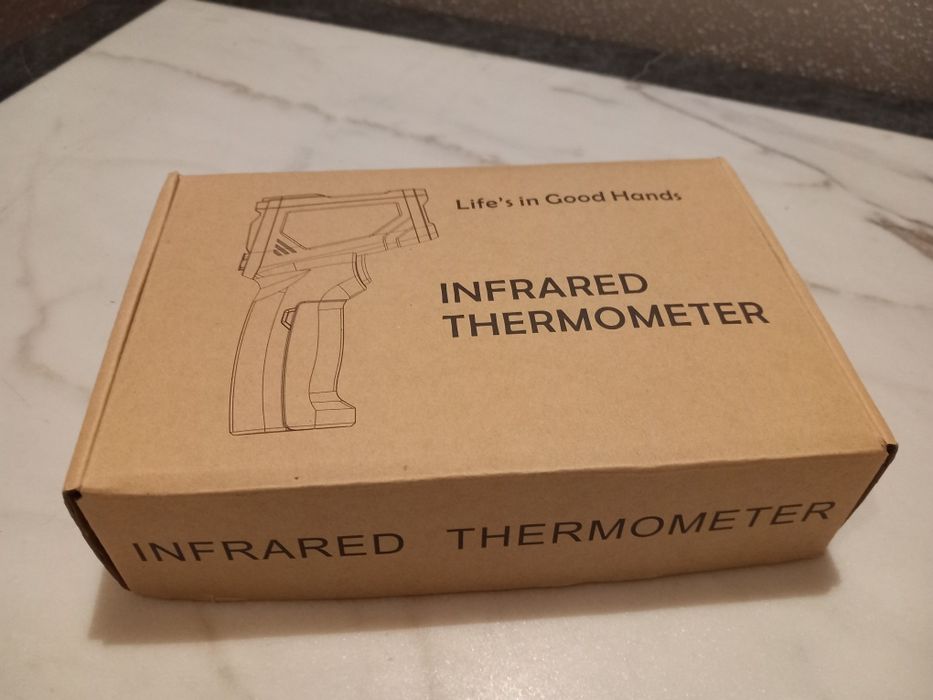 Life's in Good Hands
INFRARED
THERMOMETER
INFRARED THERMOMETER